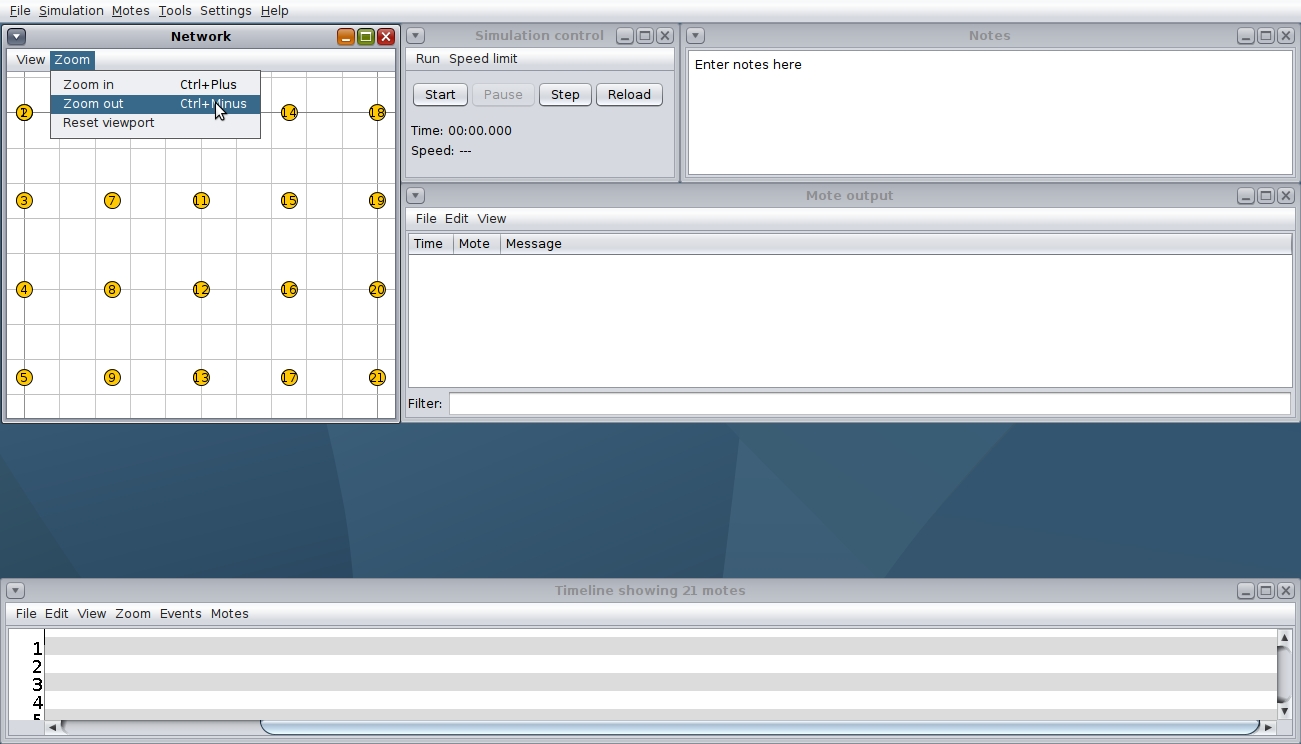 File Simulation Motes Tools Settings Help
Network
View Zoom
Zoom in Ctrl+Plus
Zoom out Ctrl+Minus
Reset viewport
14 18
3 7 11 15 19
4 8 12 16 20
5 9 13 17 21
Simulation control
Run Speed limit
Start Pause Step Reload
Time: 00:00.000
Speed: ---
Notes
Enter notes here
Mote output
File Edit View
Time Mote Message
Filter:
Timeline showing 21 motes
File Edit View Zoom Events Motes
1
2
3
4
5